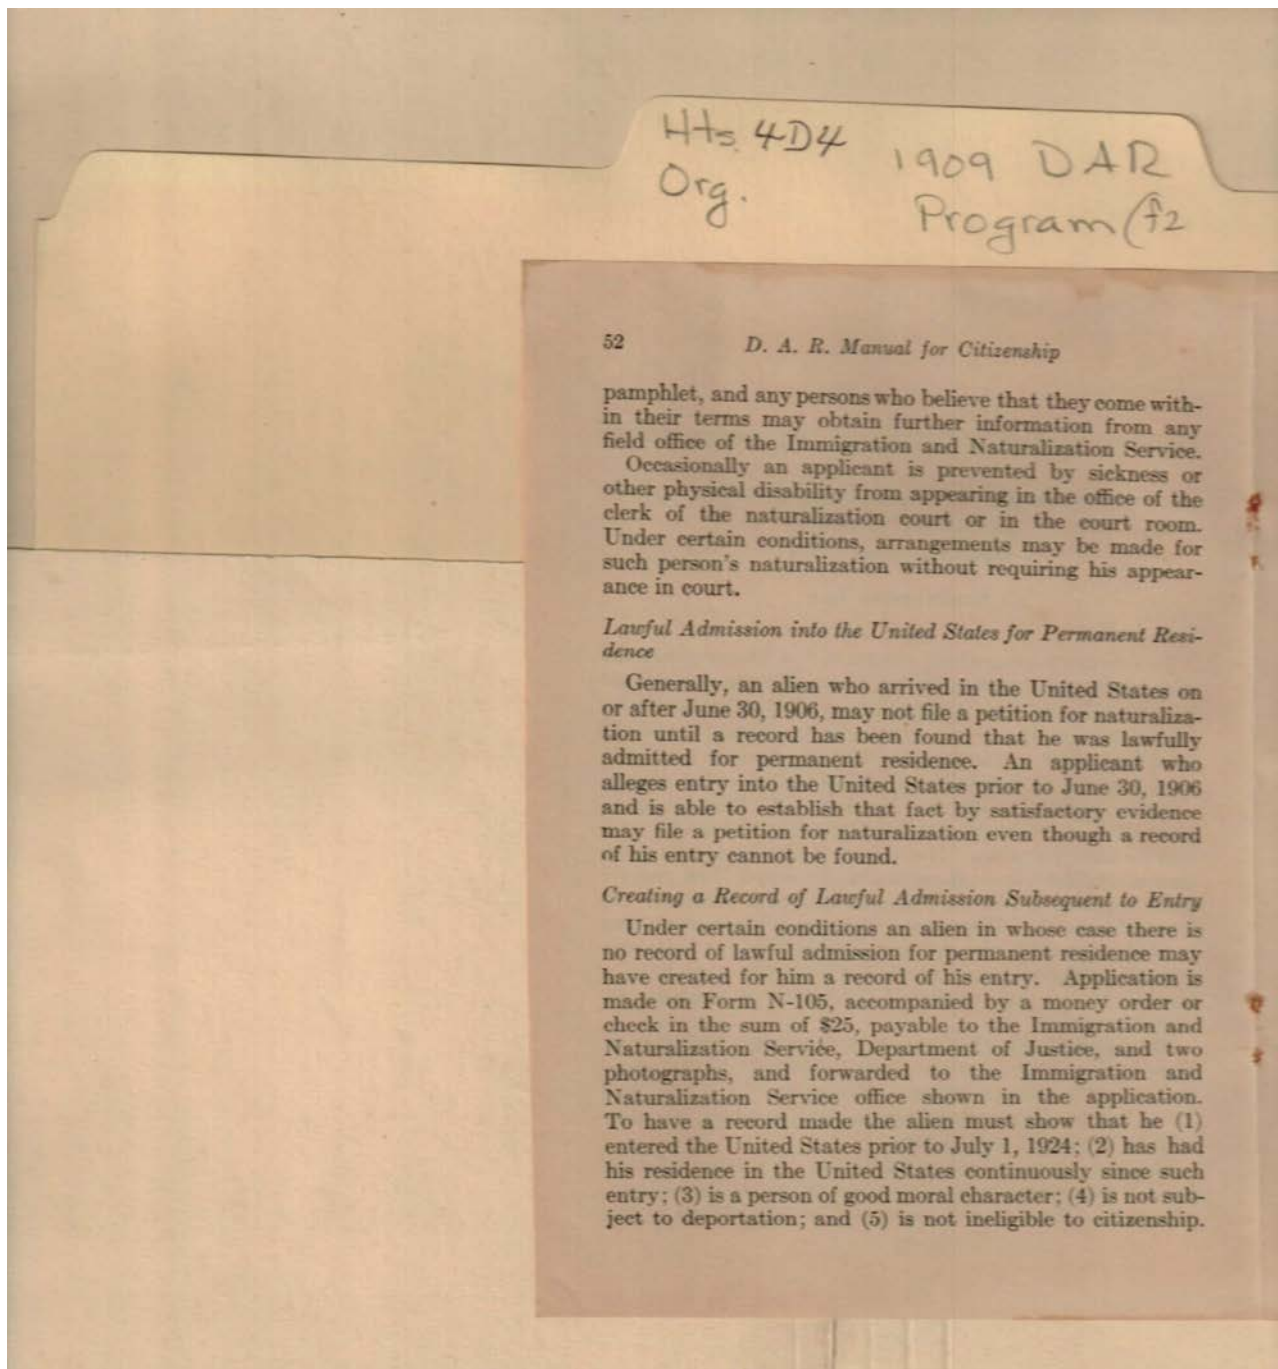 Hts. 4D4
Org.
1909 DAR
Program (f2
52 D. A. R. Manual for Citizenship
pamphlet, and any persons who believe that they come with-
in their terms may obtain further information from any
field office of the Immigration and Naturalization Service.
Occasionally an applicant is prevented by sickness or
other physical disability from appearing in the office of the
clerk of the naturalization court or in the court room.
Under certain conditions, arrangements may be made for
such person's naturalization without requiring his appear-
ance in court.
Lawful Admission into the United States for Permanent Resi-
dence
Generally, an alien who arrived in the United States on
or after June 30, 1906, may not file a petition for naturaliza-
tion until a record has been found that he was lawfully
admitted for permanent residence. An applicant who
alleges entry into the United States prior to June 30, 1906
and is able to establish that fact by satisfactory evidence
may file a petition for naturalization even though a record
of his entry cannot be found.
Creating a Record of Lawful Admission Subsequent to Entry
Under certain conditions an alien in whose case there is
no record of lawful admission for permanent residence may
have created for him a record of his entry. Application is
made on Form N-105, accompanied by a money order or
check in the sum of $25, payable to the Immigration and
Naturalization Service, Department of Justice, and two
photographs, and forwarded to the Immigration and
Naturalization Service office shown in the application.
To have a record made the alien must show that he (1)
entered the United States prior to July 1, 1924; (2) has had
his residence in the United States continuously since such
entry; (3) is a person of good moral character; (4) is not sub-
ject to deportation; and (5) is not ineligible to citizenship.